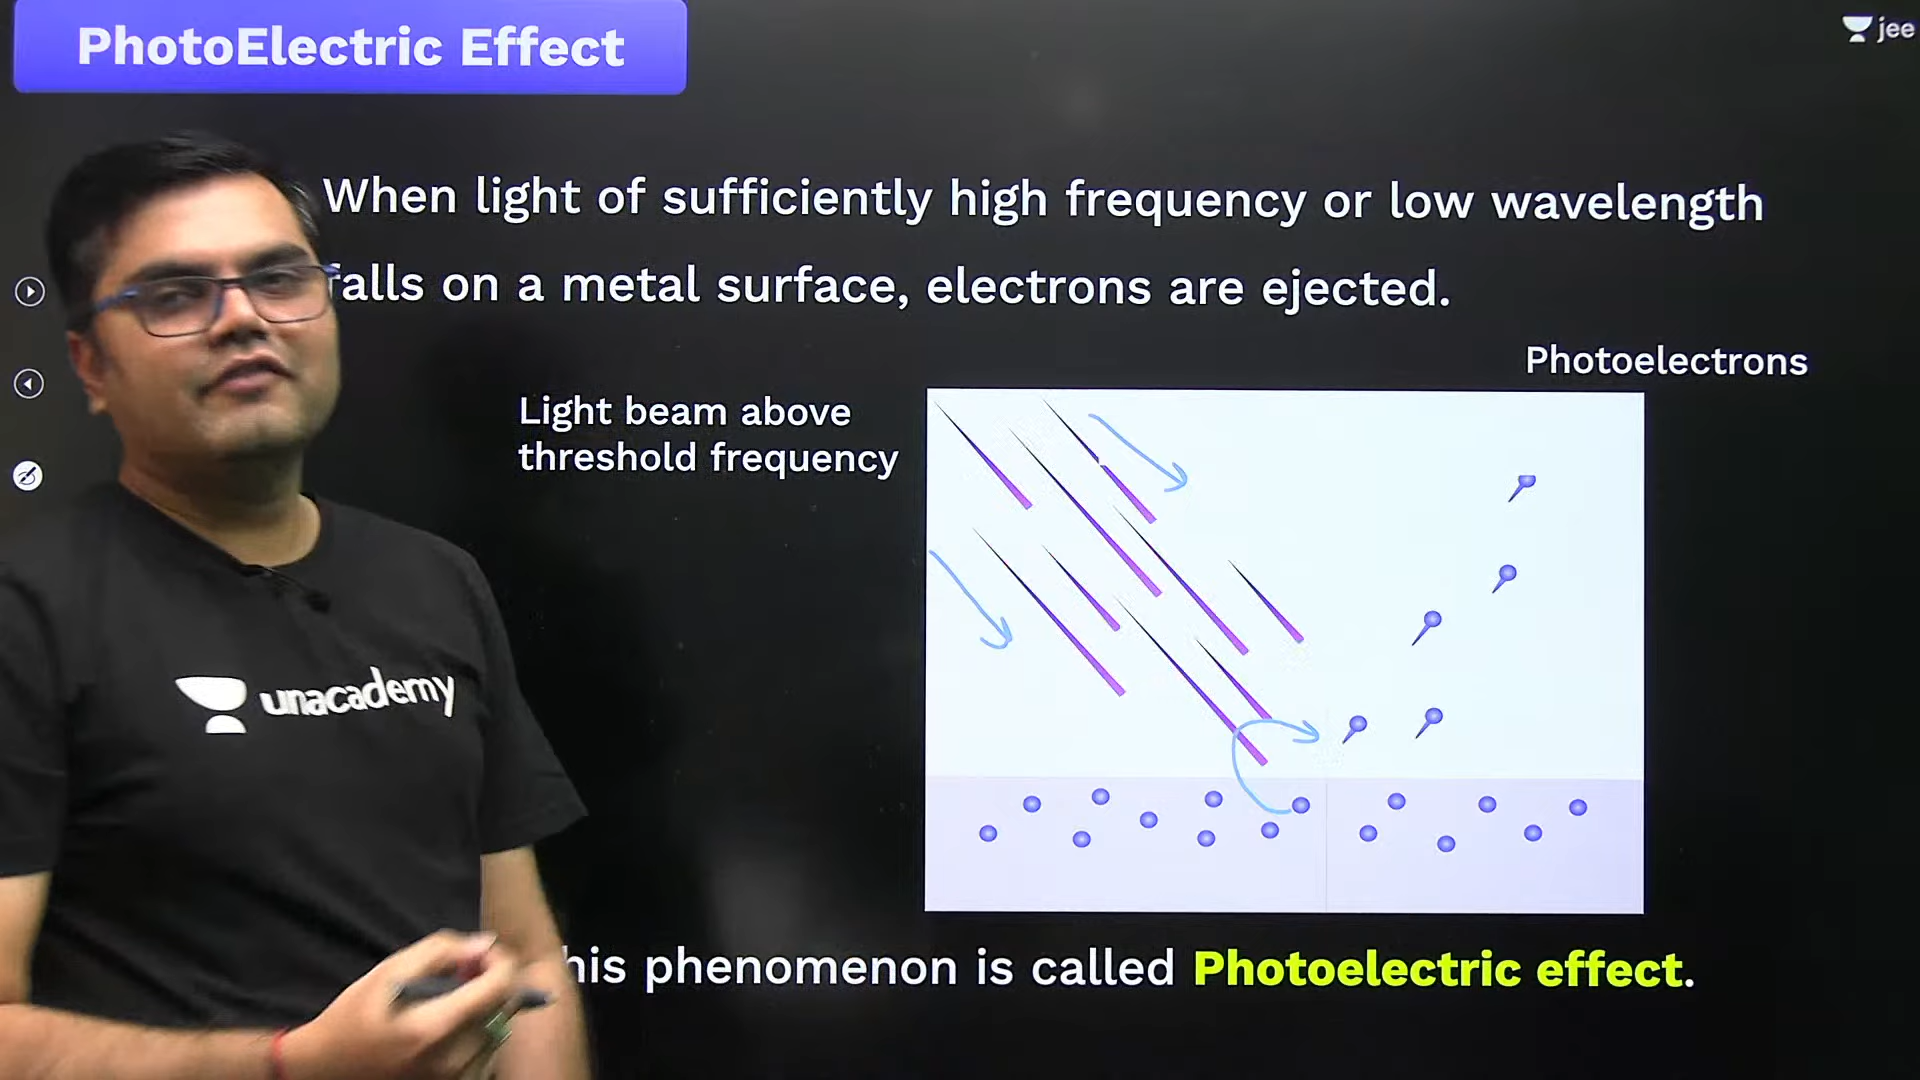 PhotoElectric Effect
jee
When light of sufficiently high frequency or low wavelength
falls on a metal surface, electrons are ejected.
Photoelectrons
Light beam above
threshold frequency
unacademy
his phenomenon is called Photoelectric effect.